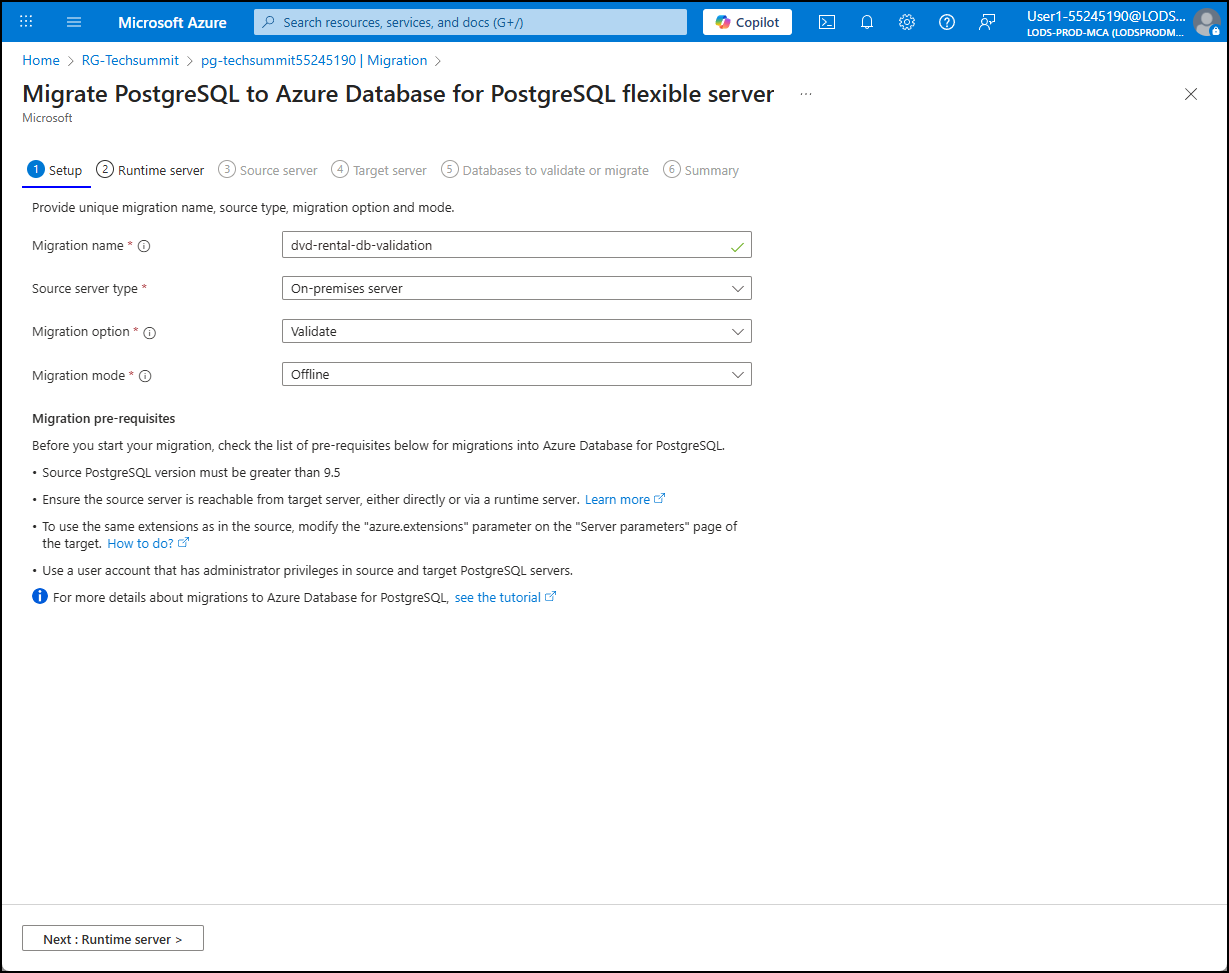 Microsoft Azure
Search resources, services, and docs (G+/)
Copilot
User1-55245190@LODS...
LODS-PROD-MCA (LODSPRODM...
Home > RG-Techsummit > pg-techsummit55245190 | Migration >
Migrate PostgreSQL to Azure Database for PostgreSQL flexible server ...
Microsoft
1 Setup 2 Runtime server 3 Source server 4 Target server 5 Databases to validate or migrate 6 Summary
Provide unique migration name, source type, migration option and mode.
Migration name * dvd-rental-db-validation
Source server type * On-premises server
Migration option * Validate
Migration mode * Offline
Migration pre-requisites
Before you start your migration, check the list of pre-requisites below for migrations into Azure Database for PostgreSQL.
• Source PostgreSQL version must be greater than 9.5
• Ensure the source server is reachable from target server, either directly or via a runtime server. Learn more
• To use the same extensions as in the source, modify the "azure.extensions" parameter on the "Server parameters" page of
the target. How to do?
• Use a user account that has administrator privileges in source and target PostgreSQL servers.
For more details about migrations to Azure Database for PostgreSQL, see the tutorial
Next : Runtime server >